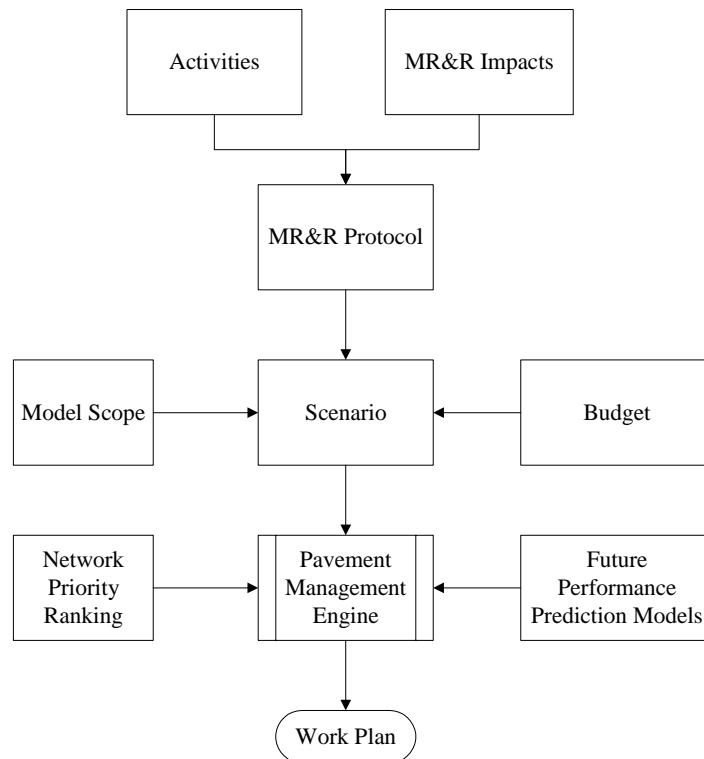 Activities
MR&R Impacts
MR&R Protocol
Model Scope
Scenario
Budget
Network
Priority
Ranking
Pavement
Management
Engine
Future
Performance
Prediction Models
Work Plan